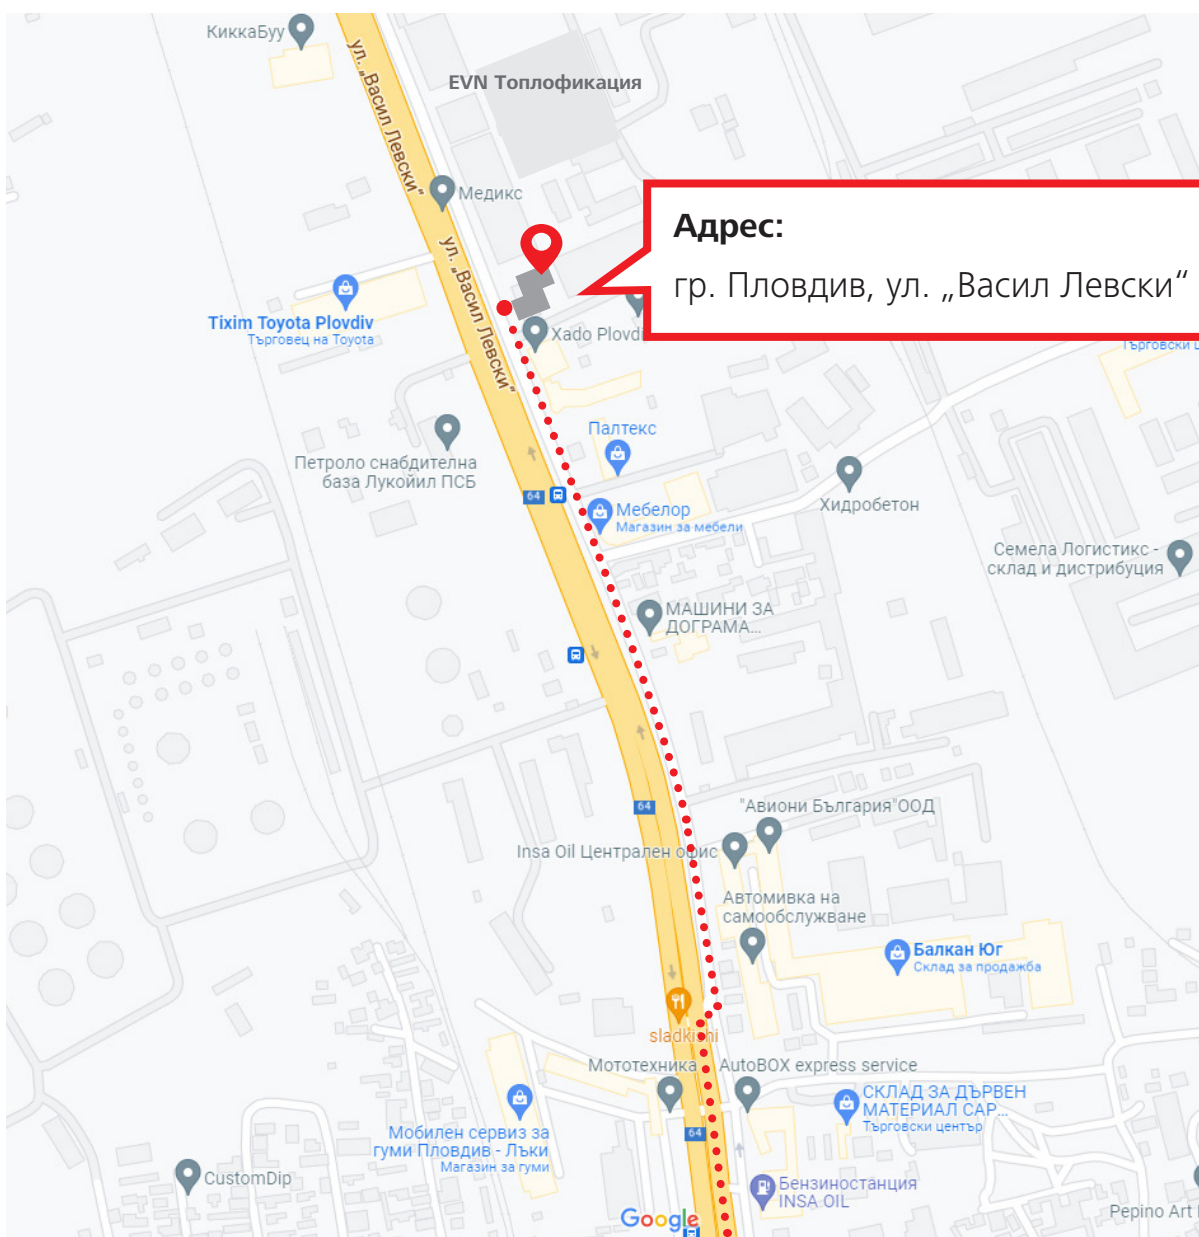 КиккаБуу
ул. „Васил Левски“
EVN Топлофикация
Медикс
Адрес:
гр. Пловдив, ул. „Васил Левски“
ул. „Васил Левски“
Tixim Toyota Plovdiv
Търговец на Toyota
Xado Plovdi
Търговски ц
Палтекс
Петроло снабдителна
база Лукойл ПСБ
64
Мебелор
Магазин за мебели
Хидробетон
Семела Логистикс -
склад и дистрибуция
МАШИНИ ЗА
ДОГРАМА...
64
"Авиони България"ООД
Insa Oil Централен офис
Автомивка на
самообслужване
Балкан Юг
Склад за продажба
sladkishi
Мототехника
AutoBOX express service
СКЛАД ЗА ДЪРВЕН
МАТЕРИАЛ САР...
Търговски център
64
Мобилен сервиз за
гуми Пловдив - Лъки
Магазин за гуми
CustomDip
Бензиностанция
INSA OIL
Google
Pepino Art